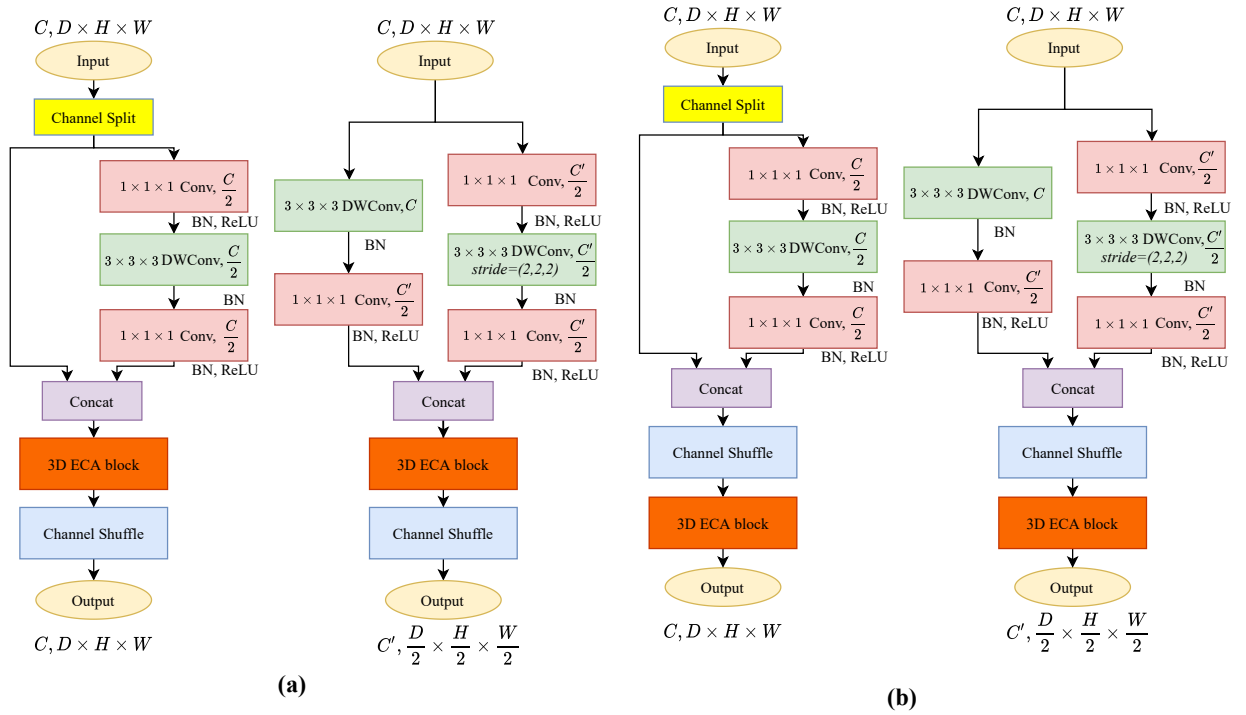 C, D × H × W
Input
Channel Split
1 × 1 × 1 Conv, C/2
BN, ReLU
3 × 3 × 3 DWConv, C/2
BN
1 × 1 × 1 Conv, C/2
BN, ReLU
Concat
3D ECA block
Channel Shuffle
Output
C, D × H × W
C, D × H × W
Input
3 × 3 × 3 DWConv, C
BN
1 × 1 × 1 Conv, C′/2
BN, ReLU
1 × 1 × 1 Conv, C′/2
BN, ReLU
3 × 3 × 3 DWConv, C′/2
stride=(2,2,2)
BN
1 × 1 × 1 Conv, C′/2
BN, ReLU
Concat
3D ECA block
Channel Shuffle
Output
C′, D/2 × H/2 × W/2
(a)
C, D × H × W
Input
Channel Split
1 × 1 × 1 Conv, C/2
BN, ReLU
3 × 3 × 3 DWConv, C/2
BN
1 × 1 × 1 Conv, C/2
BN, ReLU
Concat
Channel Shuffle
3D ECA block
Output
C, D × H × W
C, D × H × W
Input
3 × 3 × 3 DWConv, C
BN
1 × 1 × 1 Conv, C′/2
BN, ReLU
1 × 1 × 1 Conv, C′/2
BN, ReLU
3 × 3 × 3 DWConv, C′/2
stride=(2,2,2)
BN
1 × 1 × 1 Conv, C′/2
BN, ReLU
Concat
Channel Shuffle
3D ECA block
Output
C′, D/2 × H/2 × W/2
(b)